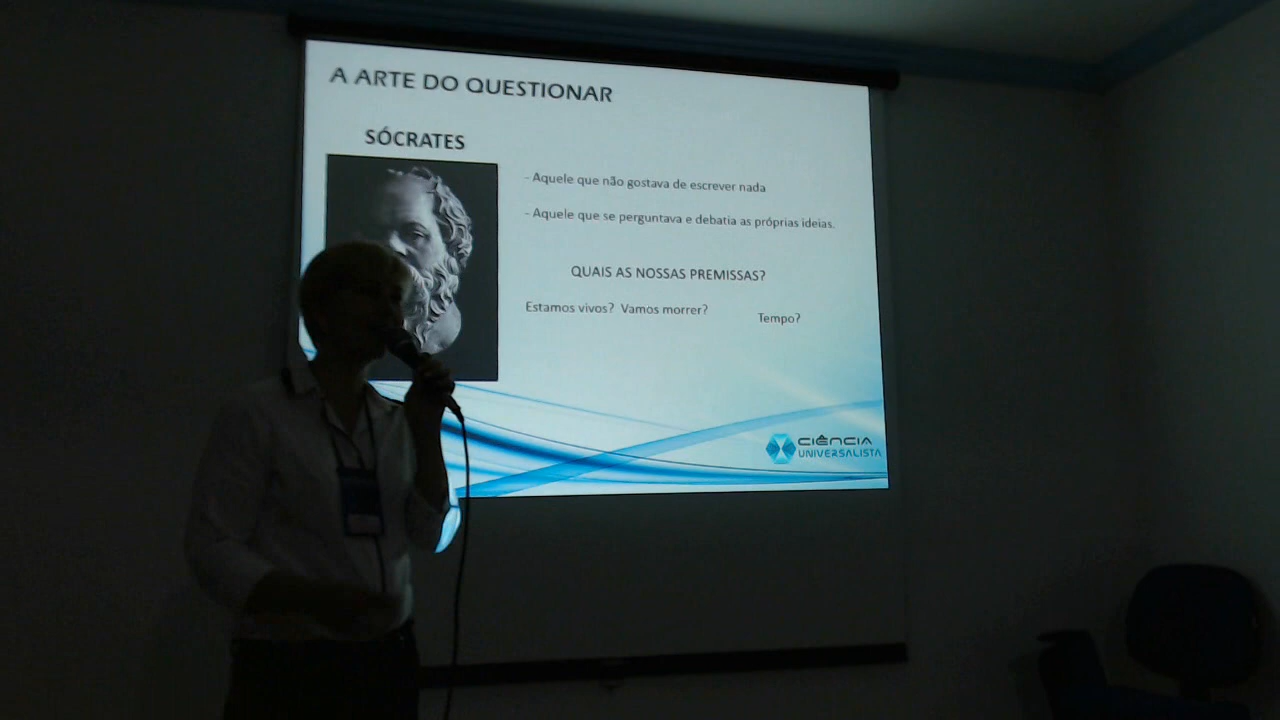 A ARTE DO QUESTIONAR
SÓCRATES
- Aquele que não gostava de escrever nada
- Aquele que se perguntava e debatia as próprias ideias.
QUAIS AS NOSSAS PREMISSAS?
Estamos vivos? Vamos morrer?
Tempo?
CIÊNCIA
UNIVERSALISTA